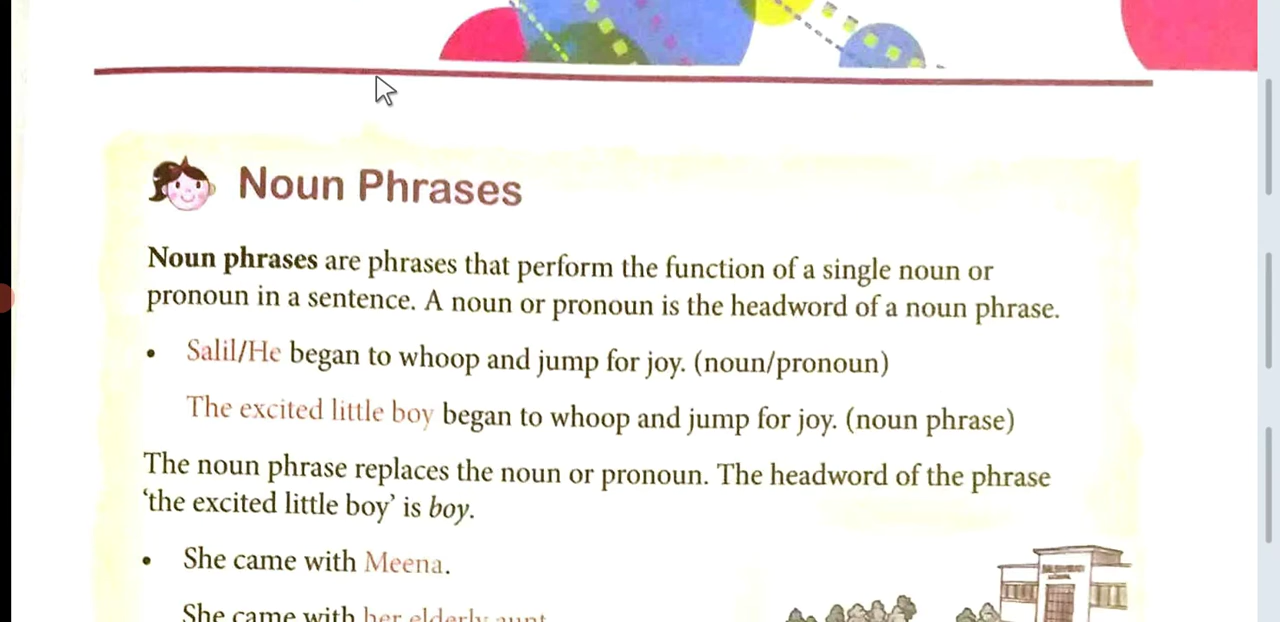 Noun Phrases
Noun phrases are phrases that perform the function of a single noun or
pronoun in a sentence. A noun or pronoun is the headword of a noun phrase.
• Salil/He began to whoop and jump for joy. (noun/pronoun)
The excited little boy began to whoop and jump for joy. (noun phrase)
The noun phrase replaces the noun or pronoun. The headword of the phrase
‘the excited little boy’ is boy.
• She came with Meena.
She came with her elderly aunt